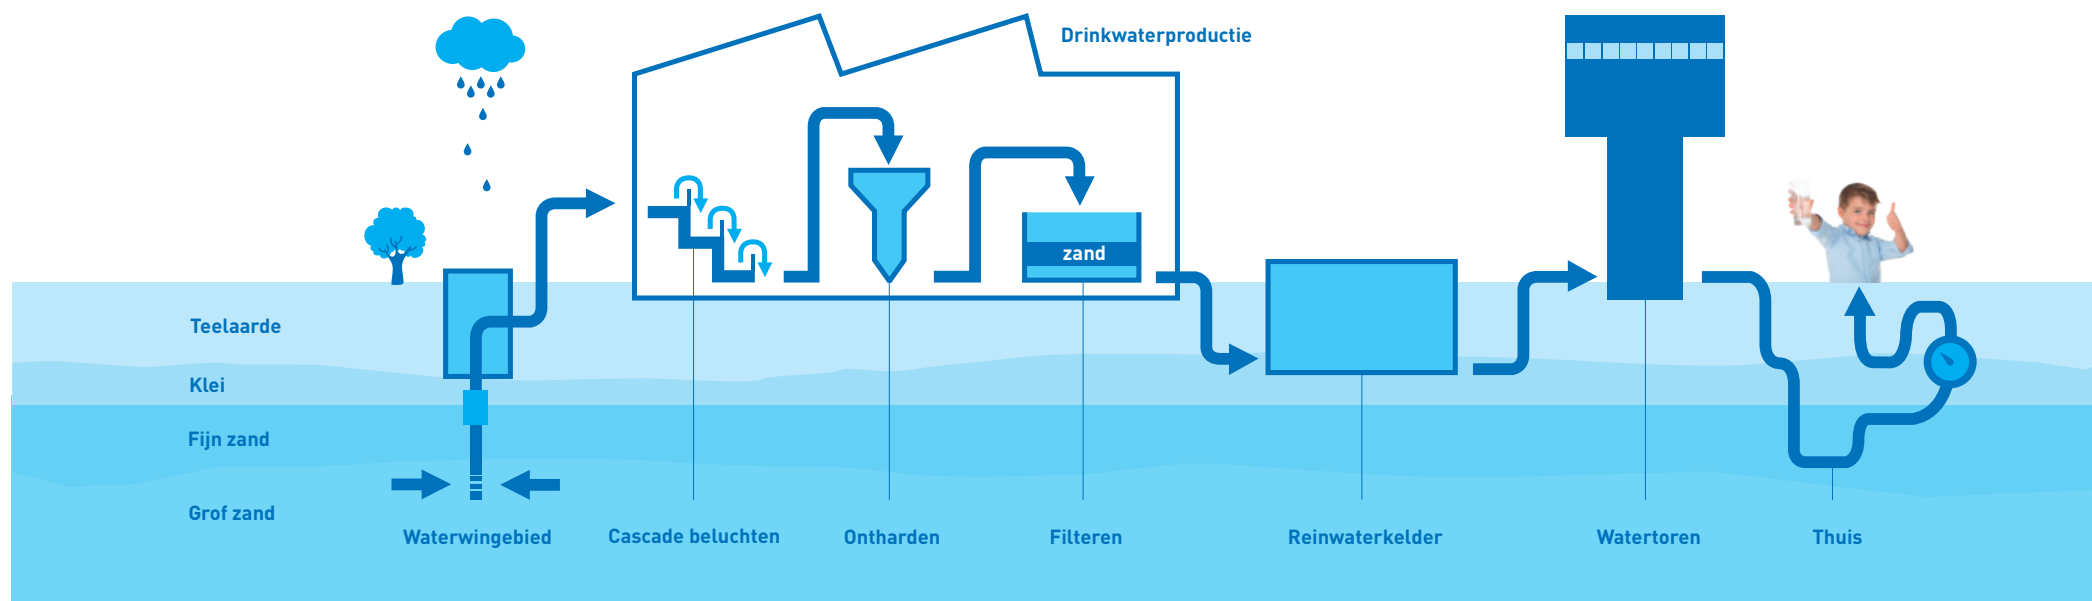 Drinkwaterproductie
zand
Teelaarde
Klei
Fijn zand
Grof zand
Waterwingebied
Cascade beluchten
Ontharden
Filteren
Reinwaterkelder
Watertoren
Thuis